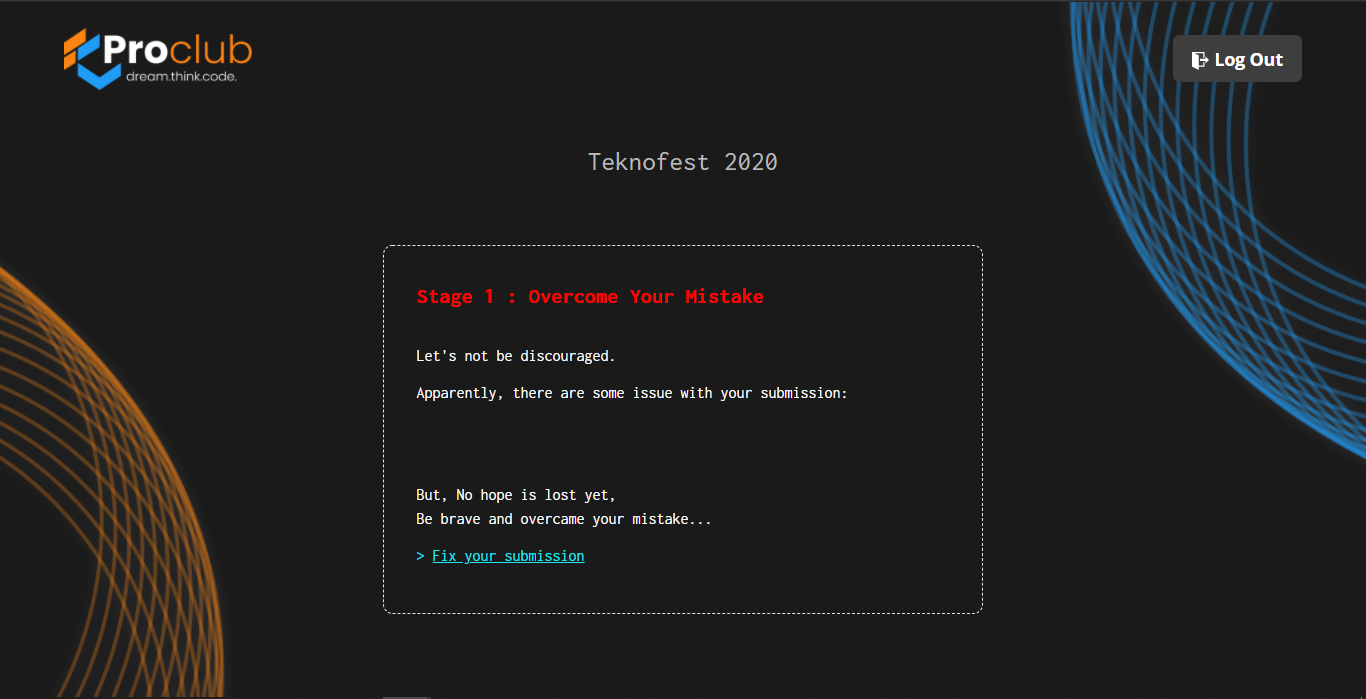 Proclub
dream.think.code.
Log Out
Teknofest 2020
Stage 1 : Overcome Your Mistake
Let's not be discouraged.
Apparently, there are some issue with your submission:
But, No hope is lost yet,
Be brave and overcame your mistake...
> Fix your submission